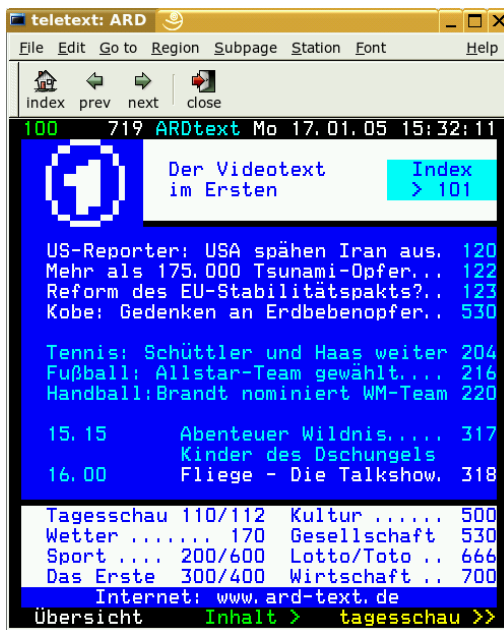 teletext: ARD
File Edit Go to Region Subpage Station Font Help
index prev next close
100 719 ARDtext Mo 17.01.05 15:32:11
1
Der Videotext
im Ersten
Index
> 101
US-Reporter: USA spähen Iran aus. 120
Mehr als 175.000 Tsunami-Opfer... 122
Reform des EU-Stabilitätspakts?.. 123
Kobe: Gedenken an Erdbebenopfer.. 530
Tennis: Schüttler und Haas weiter 204
Fußball: Allstar-Team gewählt.... 216
Handball:Brandt nominiert WM-Team 220
15.15 Abenteuer Wildnis..... 317
Kinder des Dschungels
16.00 Fliege - Die Talkshow. 318
Tagesschau 110/112 Kultur ...... 500
Wetter ....... 170 Gesellschaft 530
Sport .... 200/600 Lotto/Toto .. 666
Das Erste 300/400 Wirtschaft .. 700
Internet: www.ard-text.de
Übersicht Inhalt > tagesschau >>